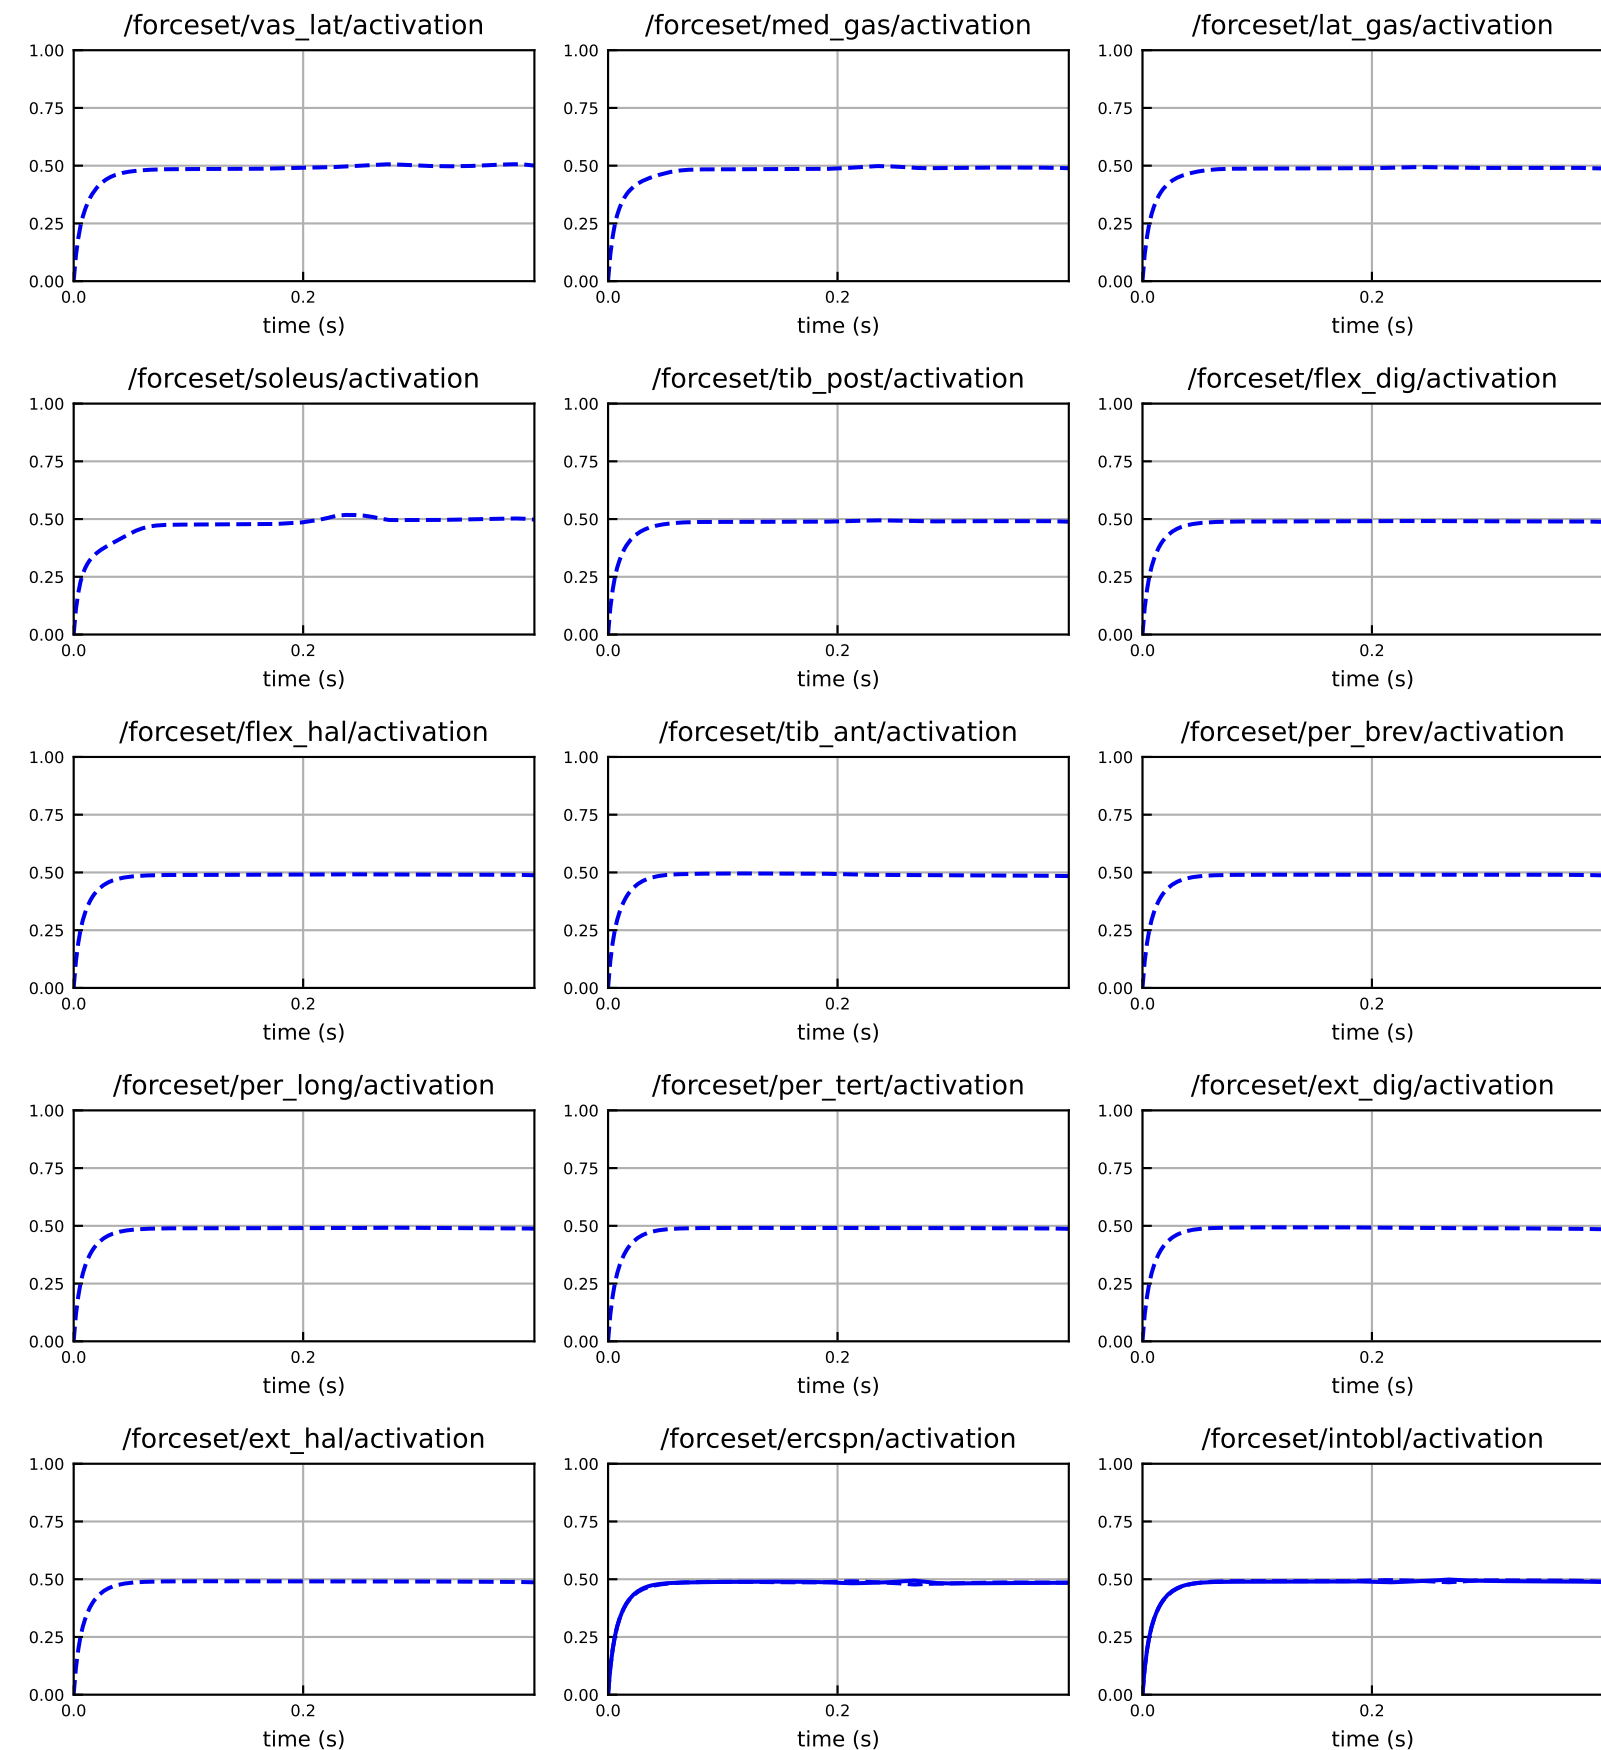 /forceset/vas_lat/activation /forceset/med_gas/activation /forceset/lat_gas/activation
1.00 1.00 1.00
0.75 0.75 0.75
0.50 0.50 0.50
0.25 0.25 0.25
0.00 0.00 0.00
0.0 0.2 0.0 0.2 0.0 0.2
time (s) time (s) time (s)
/forceset/soleus/activation /forceset/tib_post/activation /forceset/flex_dig/activation
1.00 1.00 1.00
0.75 0.75 0.75
0.50 0.50 0.50
0.25 0.25 0.25
0.00 0.00 0.00
0.0 0.2 0.0 0.2 0.0 0.2
time (s) time (s) time (s)
/forceset/flex_hal/activation /forceset/tib_ant/activation /forceset/per_brev/activation
1.00 1.00 1.00
0.75 0.75 0.75
0.50 0.50 0.50
0.25 0.25 0.25
0.00 0.00 0.00
0.0 0.2 0.0 0.2 0.0 0.2
time (s) time (s) time (s)
/forceset/per_long/activation /forceset/per_tert/activation /forceset/ext_dig/activation
1.00 1.00 1.00
0.75 0.75 0.75
0.50 0.50 0.50
0.25 0.25 0.25
0.00 0.00 0.00
0.0 0.2 0.0 0.2 0.0 0.2
time (s) time (s) time (s)
/forceset/ext_hal/activation /forceset/ercspn/activation /forceset/intobl/activation
1.00 1.00 1.00
0.75 0.75 0.75
0.50 0.50 0.50
0.25 0.25 0.25
0.00 0.00 0.00
0.0 0.2 0.0 0.2 0.0 0.2
time (s) time (s) time (s)